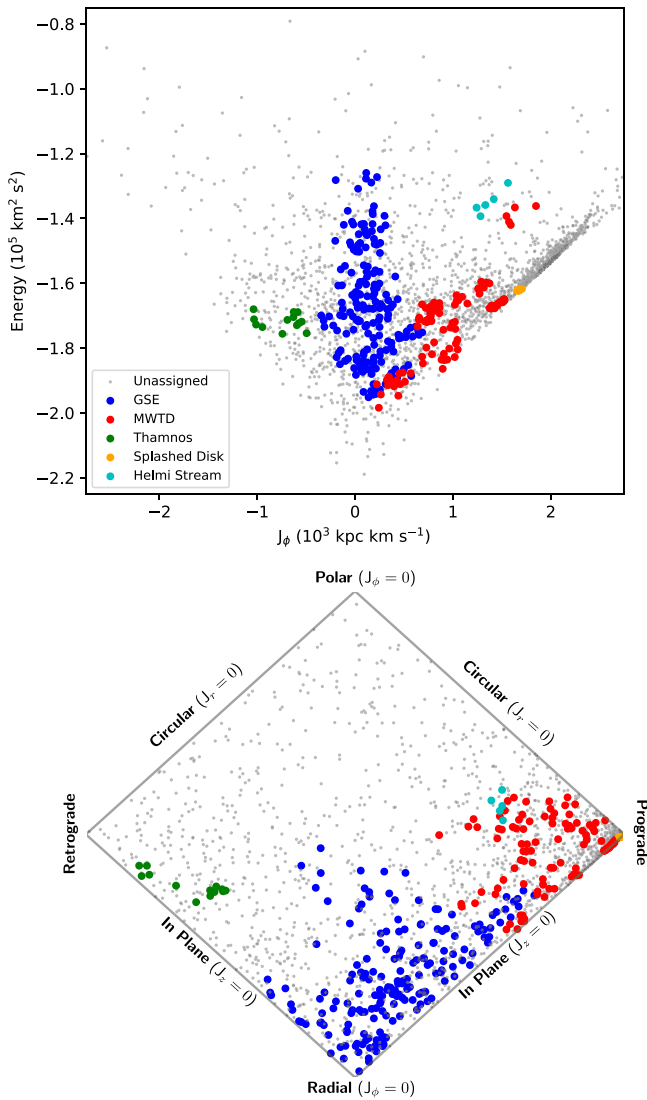 −0.8
−1.0
−1.2
−1.4
−1.6
−1.8
−2.0
−2.2
Energy (10⁵ km² s²)
Unassigned
GSE
MWTD
Thamnos
Splashed Disk
Helmi Stream
−2 −1 0 1 2
J_ϕ (10³ kpc km s⁻¹)
Polar (J_ϕ = 0)
Circular (J_r = 0)
Circular (J_r = 0)
Retrograde
Prograde
In Plane (J_z = 0)
In Plane (J_z = 0)
Radial (J_ϕ = 0)